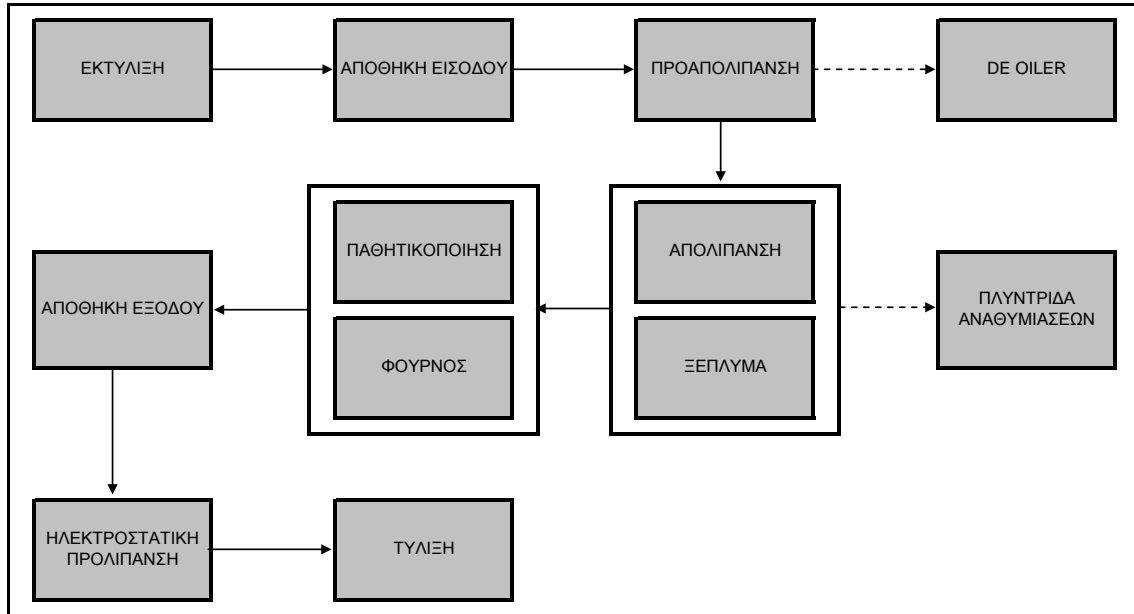 ΕΚΤΥΛΙΞΗ
ΑΠΟΘΗΚΗ ΕΙΣΟΔΟΥ
ΠΡΟΑΠΟΛΙΠΑΝΣΗ
DE OILER
ΠΑΘΗΤΙΚΟΠΟΙΗΣΗ
ΑΠΟΛΙΠΑΝΣΗ
ΑΠΟΘΗΚΗ ΕΞΟΔΟΥ
ΠΛΥΝΤΡΙΔΑ
ΑΝΑΘΥΜΙΑΣΕΩΝ
ΦΟΥΡΝΟΣ
ΞΕΠΛΥΜΑ
ΗΛΕΚΤΡΟΣΤΑΤΙΚΗ
ΠΡΟΛΙΠΑΝΣΗ
ΤΥΛΙΞΗ